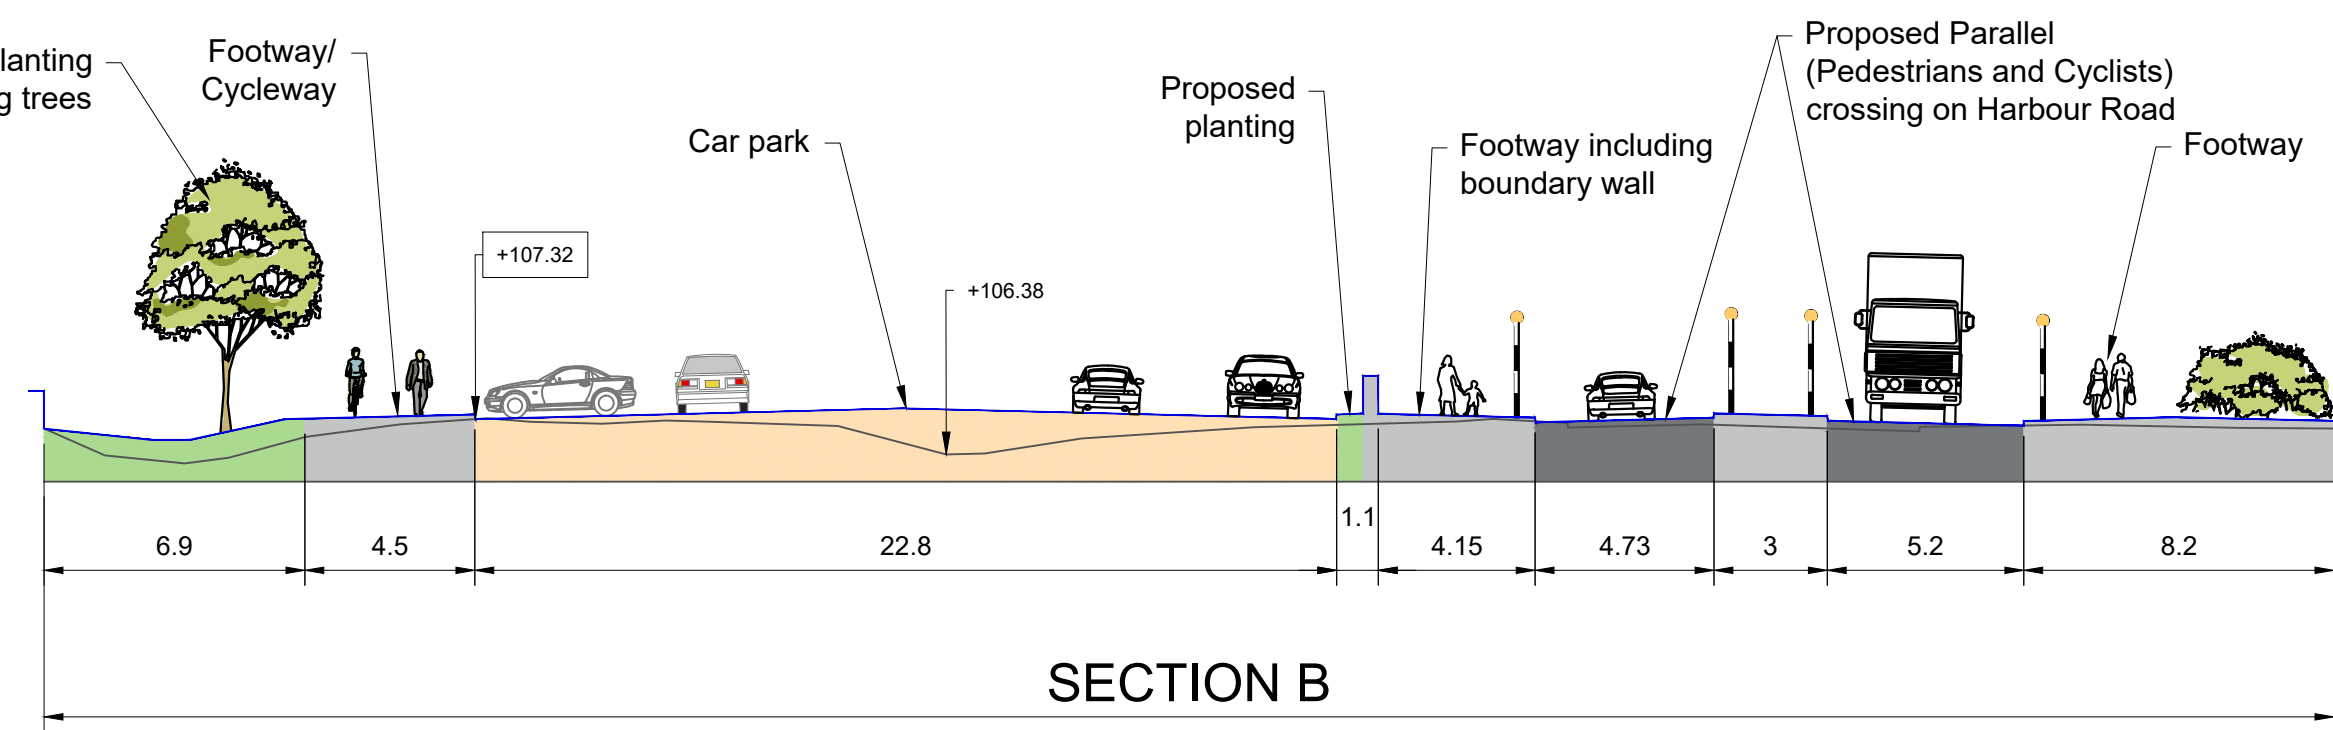 lanting
g trees
Footway/
Cycleway
Car park
Proposed
planting
Footway including
boundary wall
Proposed Parallel
(Pedestrians and Cyclists)
crossing on Harbour Road
Footway
+107.32
+106.38
6.9
4.5
22.8
1.1
4.15
4.73
3
5.2
8.2
SECTION B